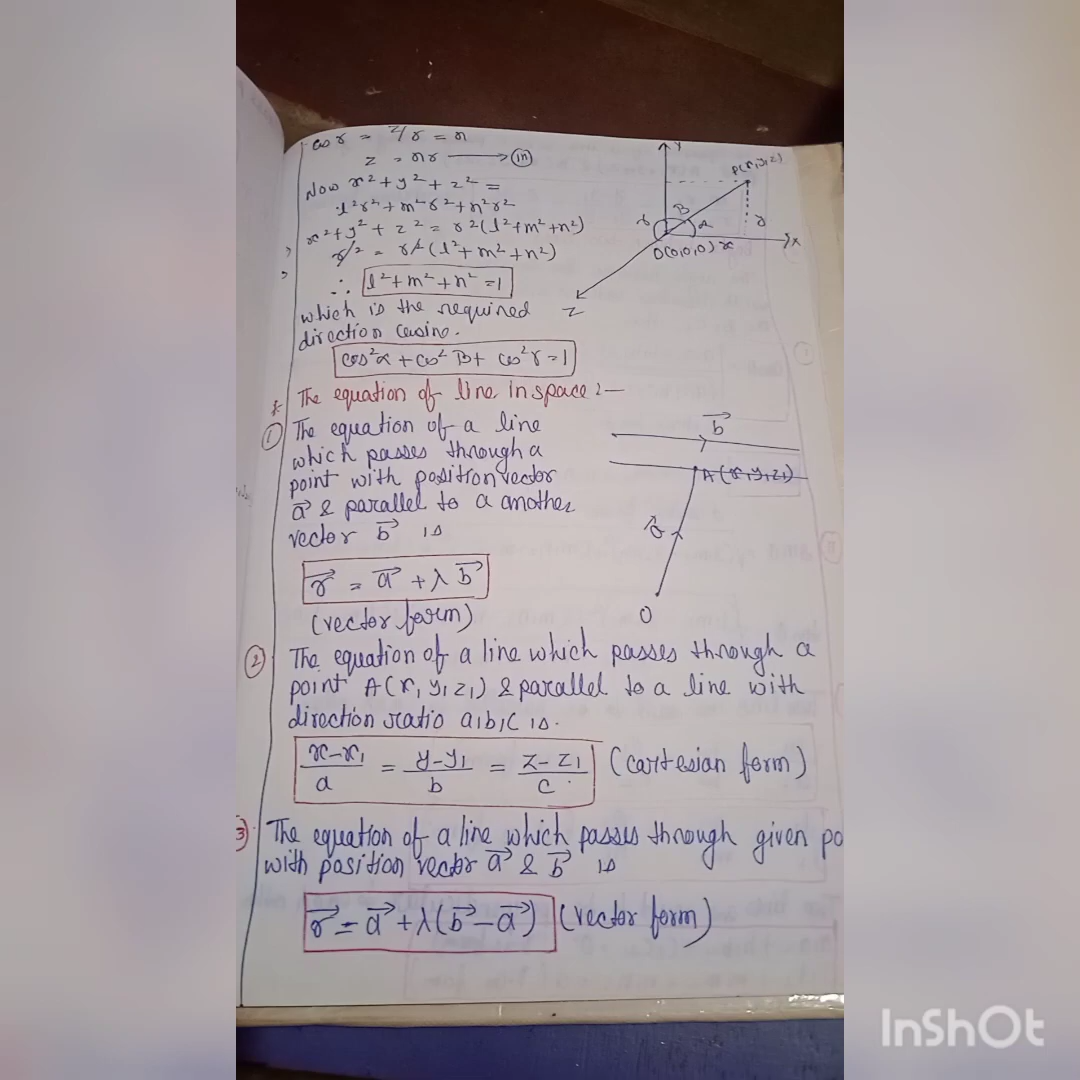 cos γ = z/r = n
z = nr ⟶ (iii)
Now x² + y² + z² =
l²r² + m²r² + n²r²
x² + y² + z² = r²(l² + m² + n²)
r² = r²(l² + m² + n²)
∴ l² + m² + n² = 1
which is the required
direction cosine.
cos²α + cos²β + cos²γ = 1
Y
P(x,y,z)
γ
β
α
y
O(0,0,0)
x
X
Z
* The equation of line in space :—
① The equation of a line
which passes through a
point with position vector
a⃗ & parallel to a another
vector b⃗ is
r⃗ = a⃗ + λ b⃗
(vector form)
b⃗
A(x₁y₁z₁)
a⃗
O
② The equation of a line which passes through a
point A(x₁ y₁ z₁) & parallel to a line with
direction ratio a,b,c is.
x-x₁/a = y-y₁/b = z-z₁/c (cartesian form)
3) The equation of a line which passes through given po
with position vector a⃗ & b⃗ is
r⃗ = a⃗ + λ(b⃗ - a⃗) (vector form)
InShOt